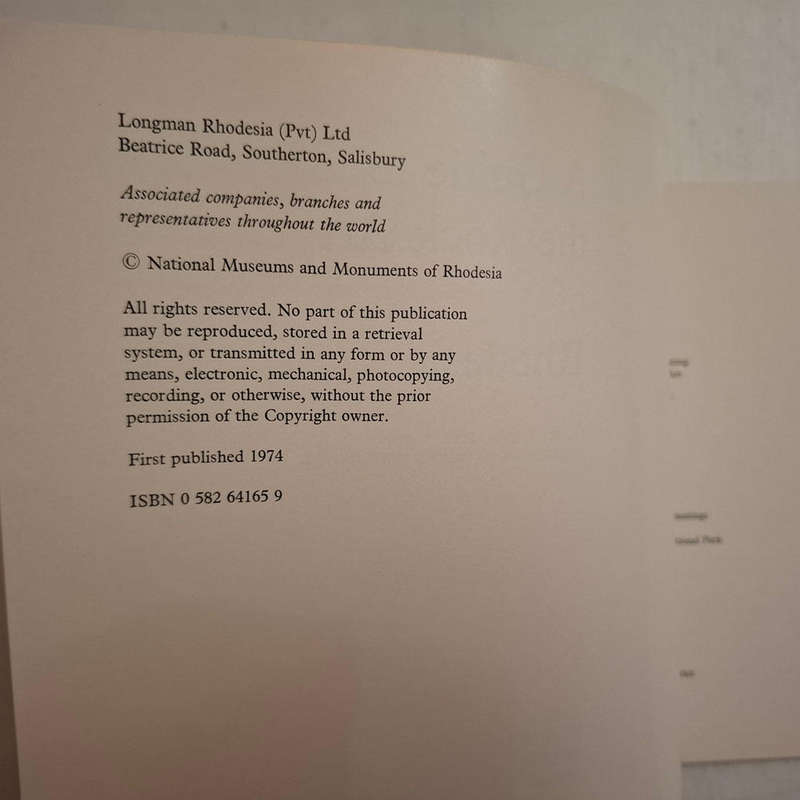 Longman Rhodesia (Pvt) Ltd
Beatrice Road, Southerton, Salisbury
Associated companies, branches and
representatives throughout the world
© National Museums and Monuments of Rhodesia
All rights reserved. No part of this publication
may be reproduced, stored in a retrieval
system, or transmitted in any form or by any
means, electronic, mechanical, photocopying,
recording, or otherwise, without the prior
permission of the Copyright owner.
First published 1974
ISBN 0 582 64165 9